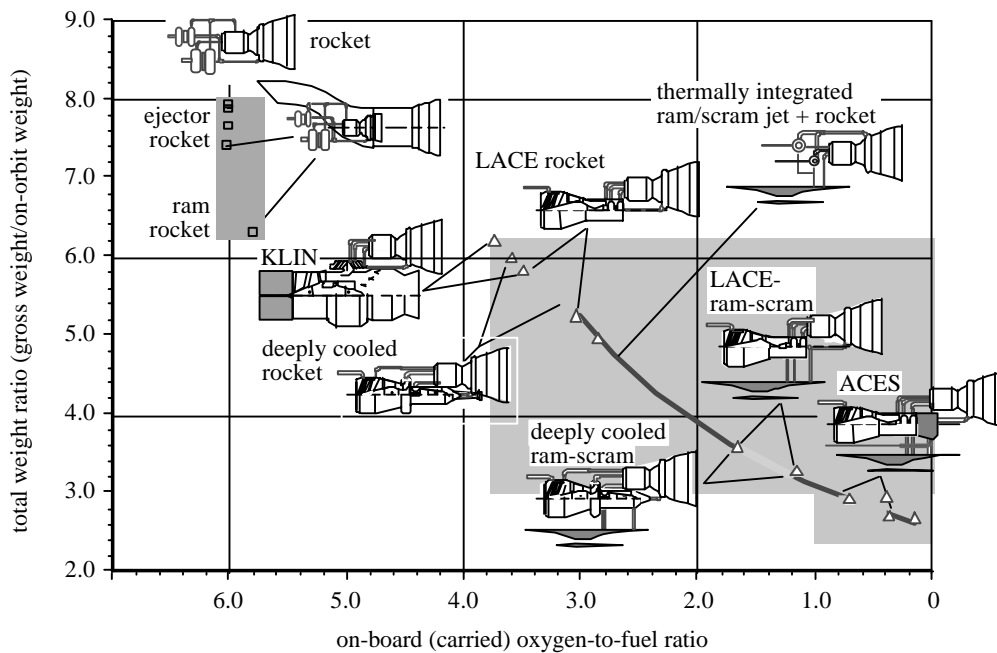 total weight ratio (gross weight/on-orbit weight)
9.0
8.0
7.0
6.0
5.0
4.0
3.0
2.0
rocket
ejector
rocket
ram
rocket
KLIN
deeply cooled
rocket
LACE rocket
thermally integrated
ram/scram jet + rocket
LACE-
ram-scram
ACES
deeply cooled
ram-scram
6.0 5.0 4.0 3.0 2.0 1.0 0
on-board (carried) oxygen-to-fuel ratio